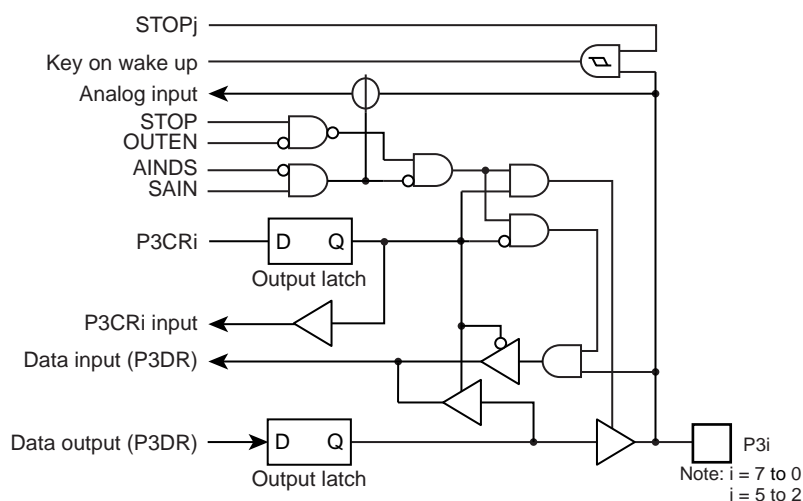 STOPj
Key on wake up
Analog input
STOP
OUTEN
AINDS
SAIN
P3CRi
D Q
Output latch
P3CRi input
Data input (P3DR)
Data output (P3DR)
D Q
Output latch
P3i
Note: i = 7 to 0
i = 5 to 2